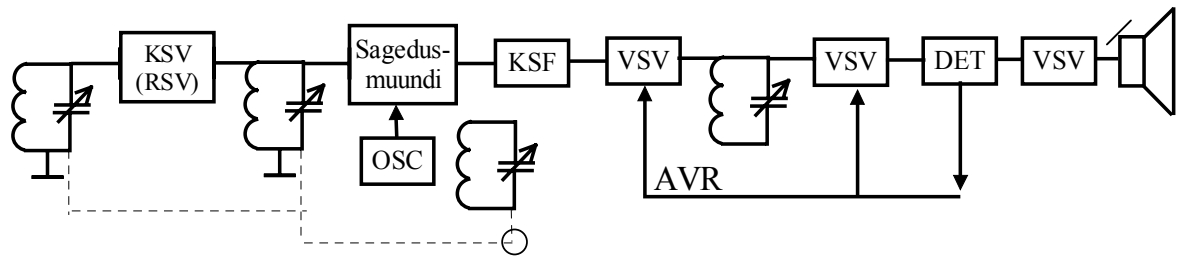 KSV
(RSV)
Sagedus-
muundi
KSF
VSV
VSV
DET
VSV
OSC
AVR